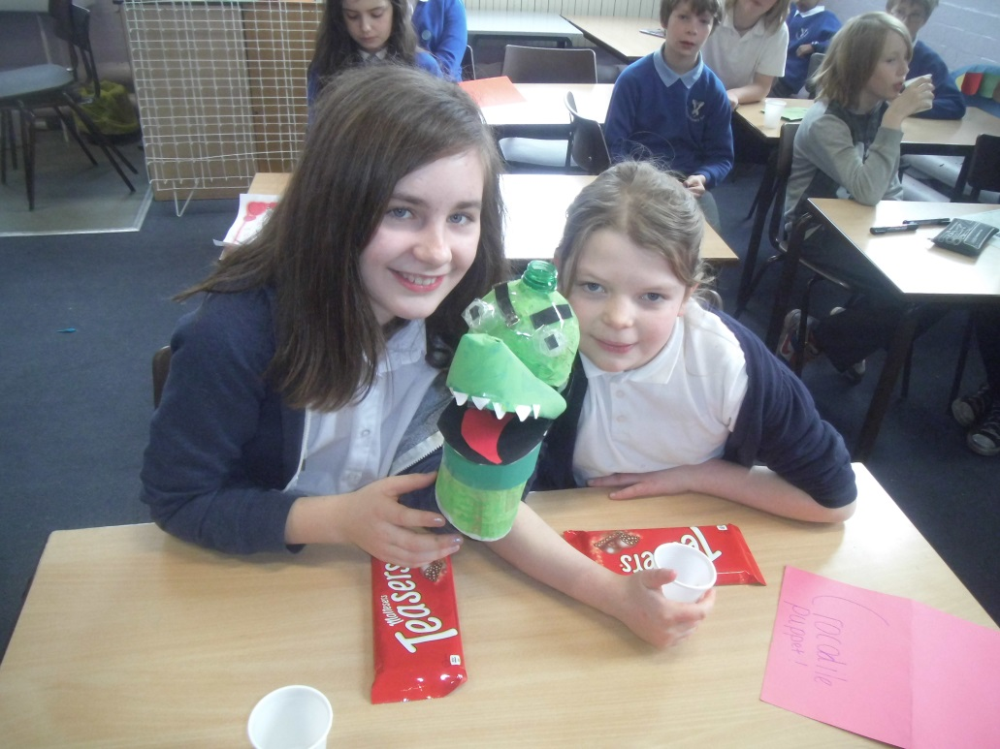 Maltesers
Teasers
Teasers
Crocodile
puppet!